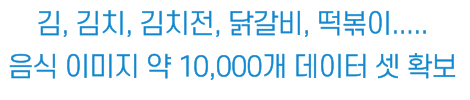 김, 김치, 김치전, 닭갈비, 떡볶이.....
음식 이미지 약 10,000개 데이터 셋 확보